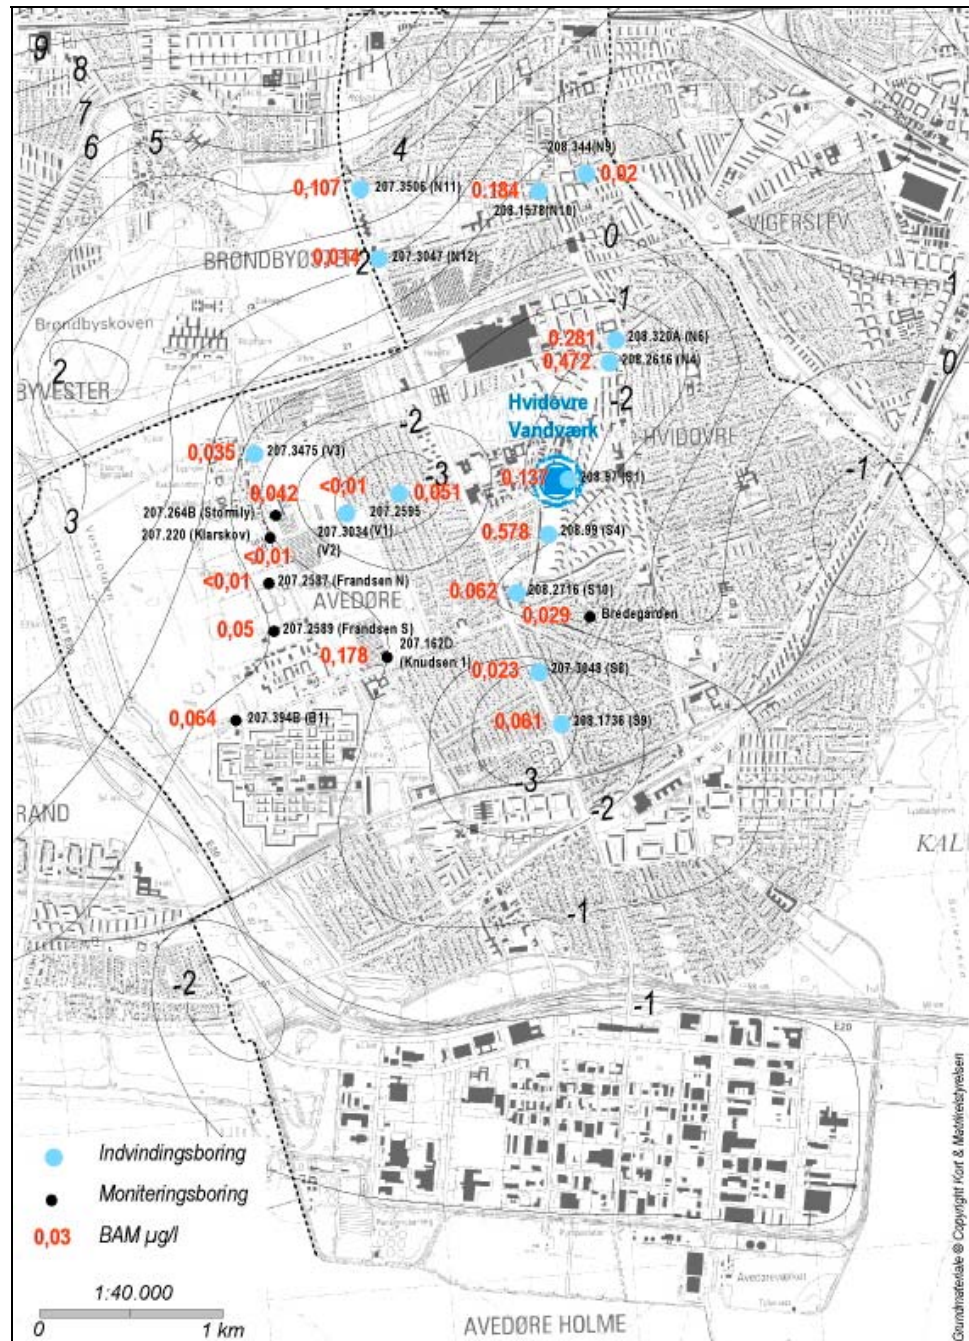 9
8
7
6
5
4
208.344(N9)
0,02
0,107
207.3506 (N11)
0.184
208.1578(N10)
VIGERSLEV
0
0,014
BRØNDBYØ
2
207.3047 (N12)
-1
1
Brøndbyskoven
0.281
208.320A (N6)
0
0,472
208.2616 (N4)
2
BYVESTER
-2
Hvidovre
Vandværk
-2
HVIDOVRE
0,035
207.3475 (V3)
-3
0.137
208.97 (S1)
-1
<0,01
0,051
0,042
207.264B (Stormly)
207.2595
3
207.3034 (V1)
(V2)
207.220 (Klarskov)
0.578
208.99 (S4)
<0,01
<0,01
207.2587 (Frandsen N)
AVEDØRE
0.062
208.2716 (S10)
0,029
Bredegarden
0,05
207.2589 (Frandsen S)
0,178
207.162D
(Knudsen 1)
0,023
207.3048 (S8)
0,064
207.394B (B1)
0,061
208.1736 (S9)
-3
-2
RAND
KAL
-1
-2
-1
E20
Indvindingsboring
Moniteringsboring
0,03
BAM µg/l
1:40.000
0
1 km
Avedøreværket
AVEDØRE HOLME
Grundmateriale © Copyright Kort & Matrikelstyrelsen